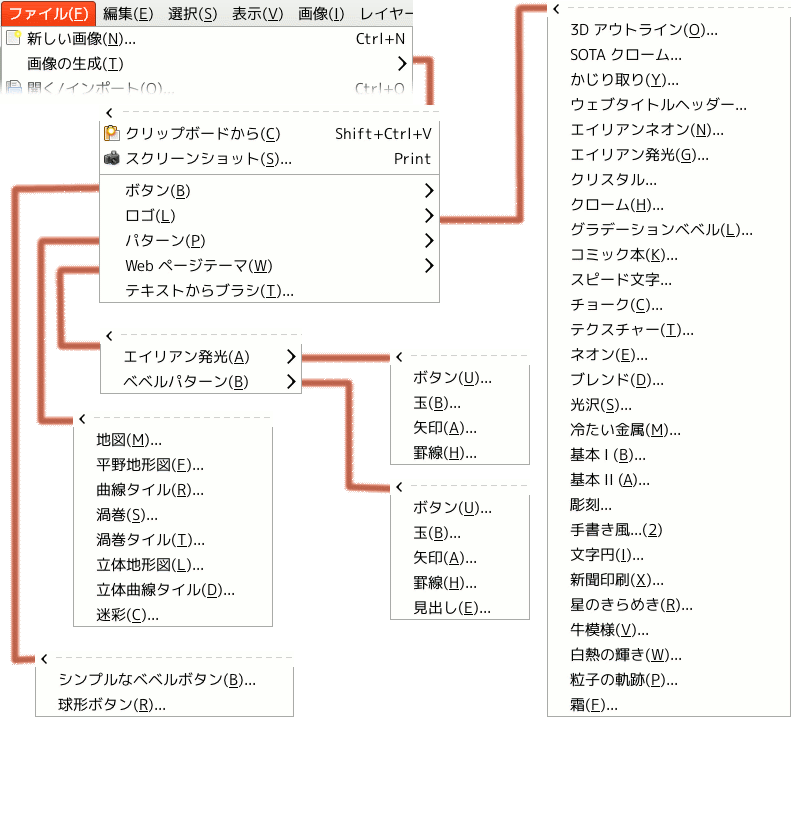 ファイル(F) 編集(E) 選択(S) 表示(V) 画像(I) レイヤー
新しい画像(N)... Ctrl+N
画像の生成(T)
開く/インポート(O)... Ctrl+O
クリップボードから(C) Shift+Ctrl+V
スクリーンショット(S)... Print
ボタン(B)
ロゴ(L)
パターン(P)
Web ページテーマ(W)
テキストからブラシ(T)...
エイリアン発光(A)
ベベルパターン(B)
ボタン(U)...
玉(B)...
矢印(A)...
罫線(H)...
ボタン(U)...
玉(B)...
矢印(A)...
罫線(H)...
見出し(E)...
地図(M)...
平野地形図(F)...
曲線タイル(R)...
渦巻(S)...
渦巻タイル(T)...
立体地形図(L)...
立体曲線タイル(D)...
迷彩(C)...
シンプルなベベルボタン(B)...
球形ボタン(R)...
3D アウトライン(O)...
SOTA クローム...
かじり取り(Y)...
ウェブタイトルヘッダー...
エイリアンネオン(N)...
エイリアン発光(G)...
クリスタル...
クローム(H)...
グラデーションベベル(L)...
コミック本(K)...
スピード文字...
チョーク(C)...
テクスチャー(T)...
ネオン(E)...
ブレンド(D)...
光沢(S)...
冷たい金属(M)...
基本 I (B)...
基本 II (A)...
彫刻...
手書き風...(2)
文字円(I)...
新聞印刷(X)...
星のきらめき(R)...
牛模様(V)...
白熱の輝き(W)...
粒子の軌跡(P)...
霜(F)...